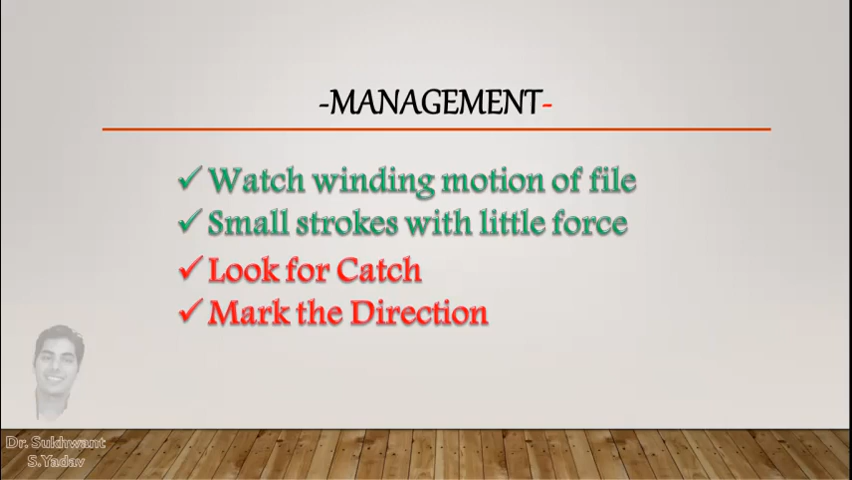 -MANAGEMENT-
✓ Watch winding motion of file
✓ Small strokes with little force
✓ Look for Catch
✓ Mark the Direction
Dr. Sukhwant
S.Yadav